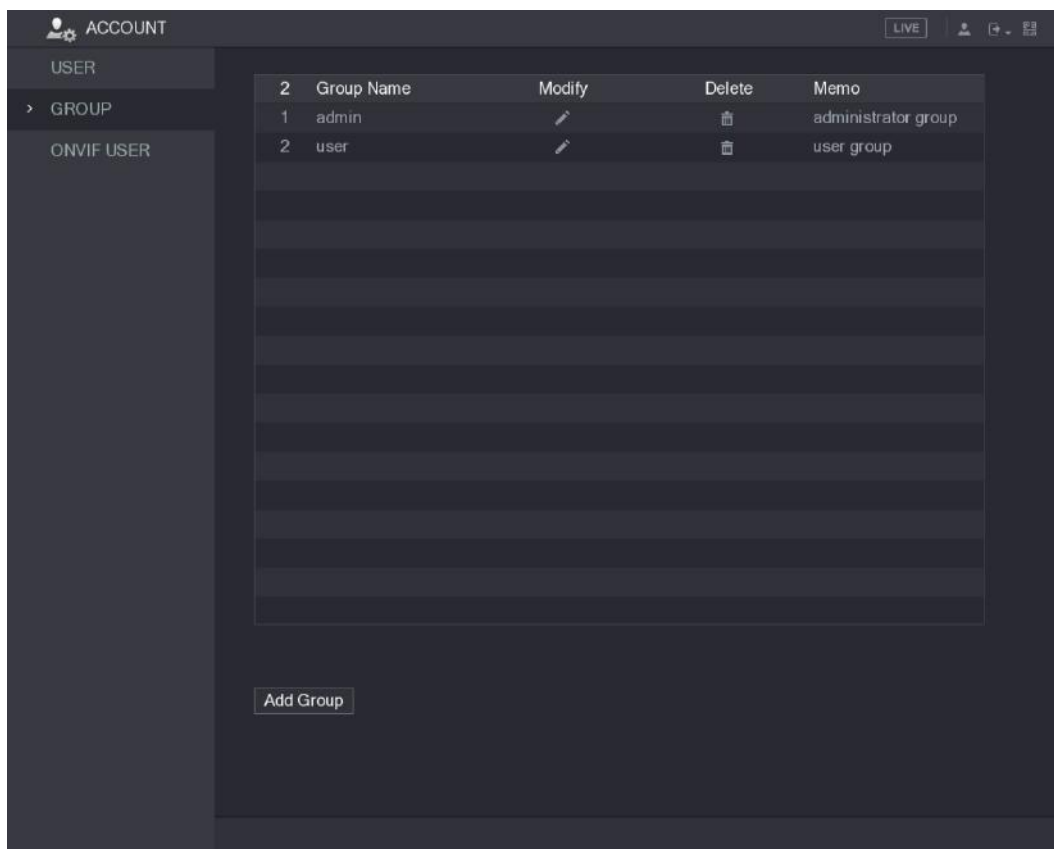 ACCOUNT LIVE
USER
GROUP
ONVIF USER
2 Group Name Modify Delete Memo
1 admin administrator group
2 user user group
Add Group